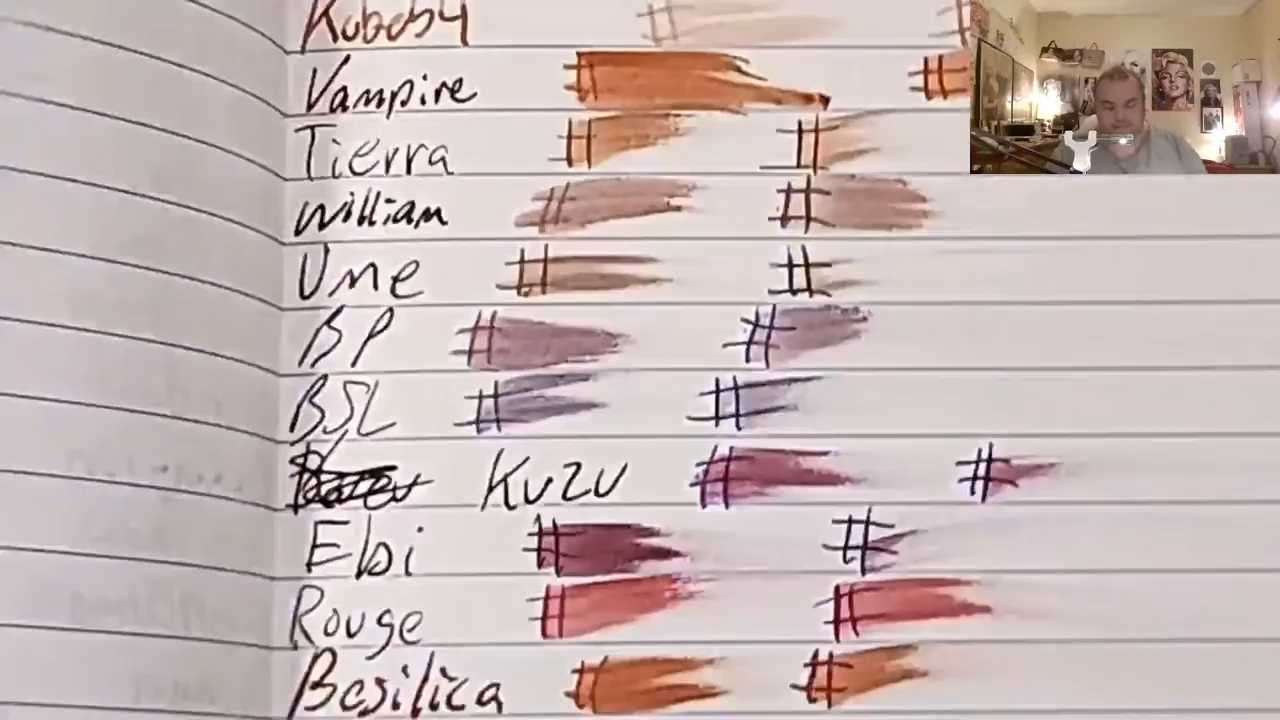 Vampire #
Tierra # #
William # #
Ume # #
BP # #
BSL # #
Kuzu # #
Ebi # #
Rouge # #
Basilica # #